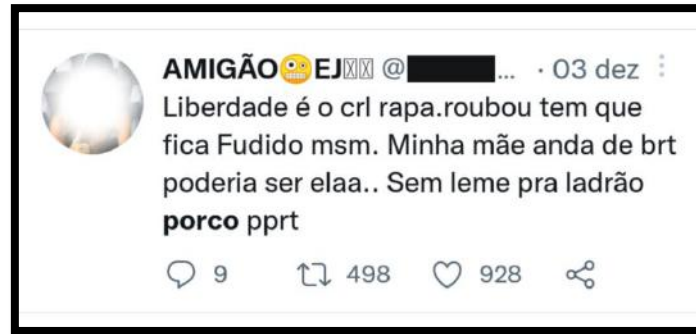 AMIGÃO😬EJ @ ... · 03 dez
Liberdade é o crl rapa.roubou tem que
fica Fudido msm. Minha mãe anda de brt
poderia ser elaa.. Sem leme pra ladrão
porco pprt
9 498 928